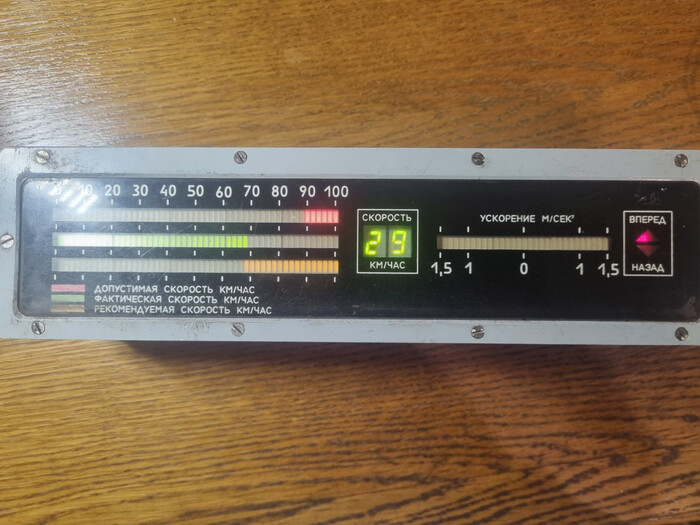 0 10 20 30 40 50 60 70 80 90 100
СКОРОСТЬ
29
КМ/ЧАС
УСКОРЕНИЕ М/СЕК²
1,5 1 0 1 1,5
ВПЕРЕД
НАЗАД
ДОПУСТИМАЯ СКОРОСТЬ КМ/ЧАС
ФАКТИЧЕСКАЯ СКОРОСТЬ КМ/ЧАС
РЕКОМЕНДУЕМАЯ СКОРОСТЬ КМ/ЧАС